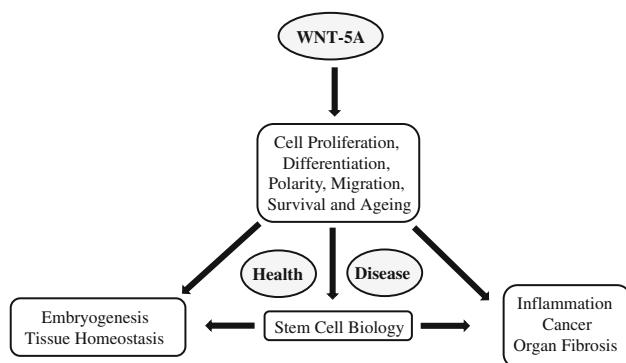 WNT-5A
Cell Proliferation,
Differentiation,
Polarity, Migration,
Survival and Ageing
Health
Disease
Embryogenesis
Tissue Homeostasis
Stem Cell Biology
Inflammation
Cancer
Organ Fibrosis